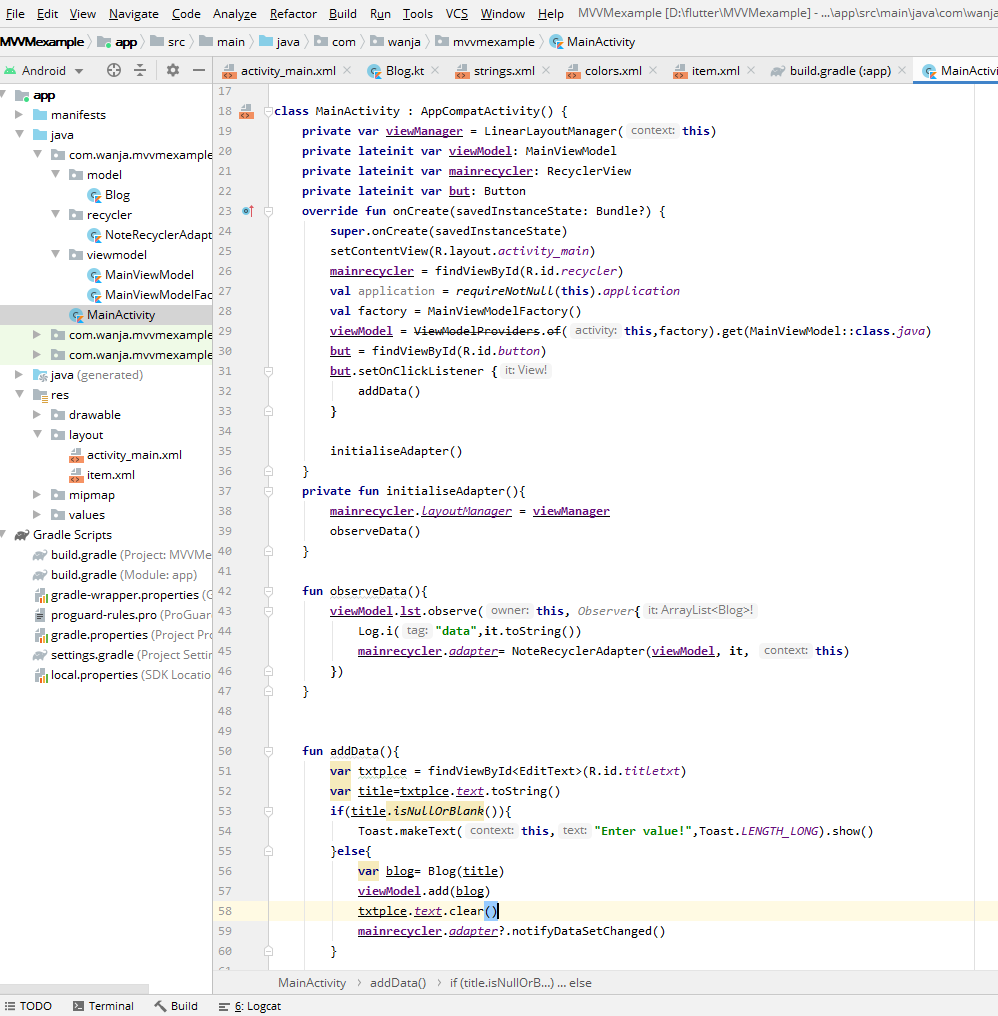 File Edit View Navigate Code Analyze Refactor Build Run Tools VCS Window Help MVVMexample [D:\flutter\MVVMexample] - ...\app\src\main\java\com\wanj
MVVMexample app src main java com wanja mvvmexample MainActivity
Android activity_main.xml Blog.kt strings.xml colors.xml item.xml build.gradle (:app) MainActivi
app
manifests
java
com.wanja.mvvmexample
model
Blog
recycler
NoteRecyclerAdapt
viewmodel
MainViewModel
MainViewModelFac
MainActivity
com.wanja.mvvmexample
com.wanja.mvvmexample
java (generated)
res
drawable
layout
activity_main.xml
item.xml
mipmap
values
Gradle Scripts
build.gradle (Project: MVVMe
build.gradle (Module: app)
gradle-wrapper.properties (G
proguard-rules.pro (ProGuar
gradle.properties (Project Pr
settings.gradle (Project Settin
local.properties (SDK Locatio
17
18 class MainActivity : AppCompatActivity() {
19 private var viewManager = LinearLayoutManager( context: this)
20 private lateinit var viewModel: MainViewModel
21 private lateinit var mainrecycler: RecyclerView
22 private lateinit var but: Button
23 override fun onCreate(savedInstanceState: Bundle?) {
24 super.onCreate(savedInstanceState)
25 setContentView(R.layout.activity_main)
26 mainrecycler = findViewById(R.id.recycler)
27 val application = requireNotNull(this).application
28 val factory = MainViewModelFactory()
29 viewModel = ViewModelProviders.of( activity: this,factory).get(MainViewModel::class.java)
30 but = findViewById(R.id.button)
31 but.setOnClickListener { it: View!
32 addData()
33 }
34
35 initialiseAdapter()
36 }
37 private fun initialiseAdapter(){
38 mainrecycler.layoutManager = viewManager
39 observeData()
40 }
41
42 fun observeData(){
43 viewModel.lst.observe( owner: this, Observer{ it: ArrayList<Blog>!
44 Log.i( tag: "data",it.toString())
45 mainrecycler.adapter= NoteRecyclerAdapter(viewModel, it, context: this)
46 })
47 }
48
49
50 fun addData(){
51 var txtplce = findViewById<EditText>(R.id.titletxt)
52 var title=txtplce.text.toString()
53 if(title.isNullOrBlank()){
54 Toast.makeText( context: this, text: "Enter value!",Toast.LENGTH_LONG).show()
55 }else{
56 var blog= Blog(title)
57 viewModel.add(blog)
58 txtplce.text.clear()
59 mainrecycler.adapter?.notifyDataSetChanged()
60 }
61
MainActivity addData() if (title.isNullOrB...) ... else
TODO Terminal Build 6: Logcat